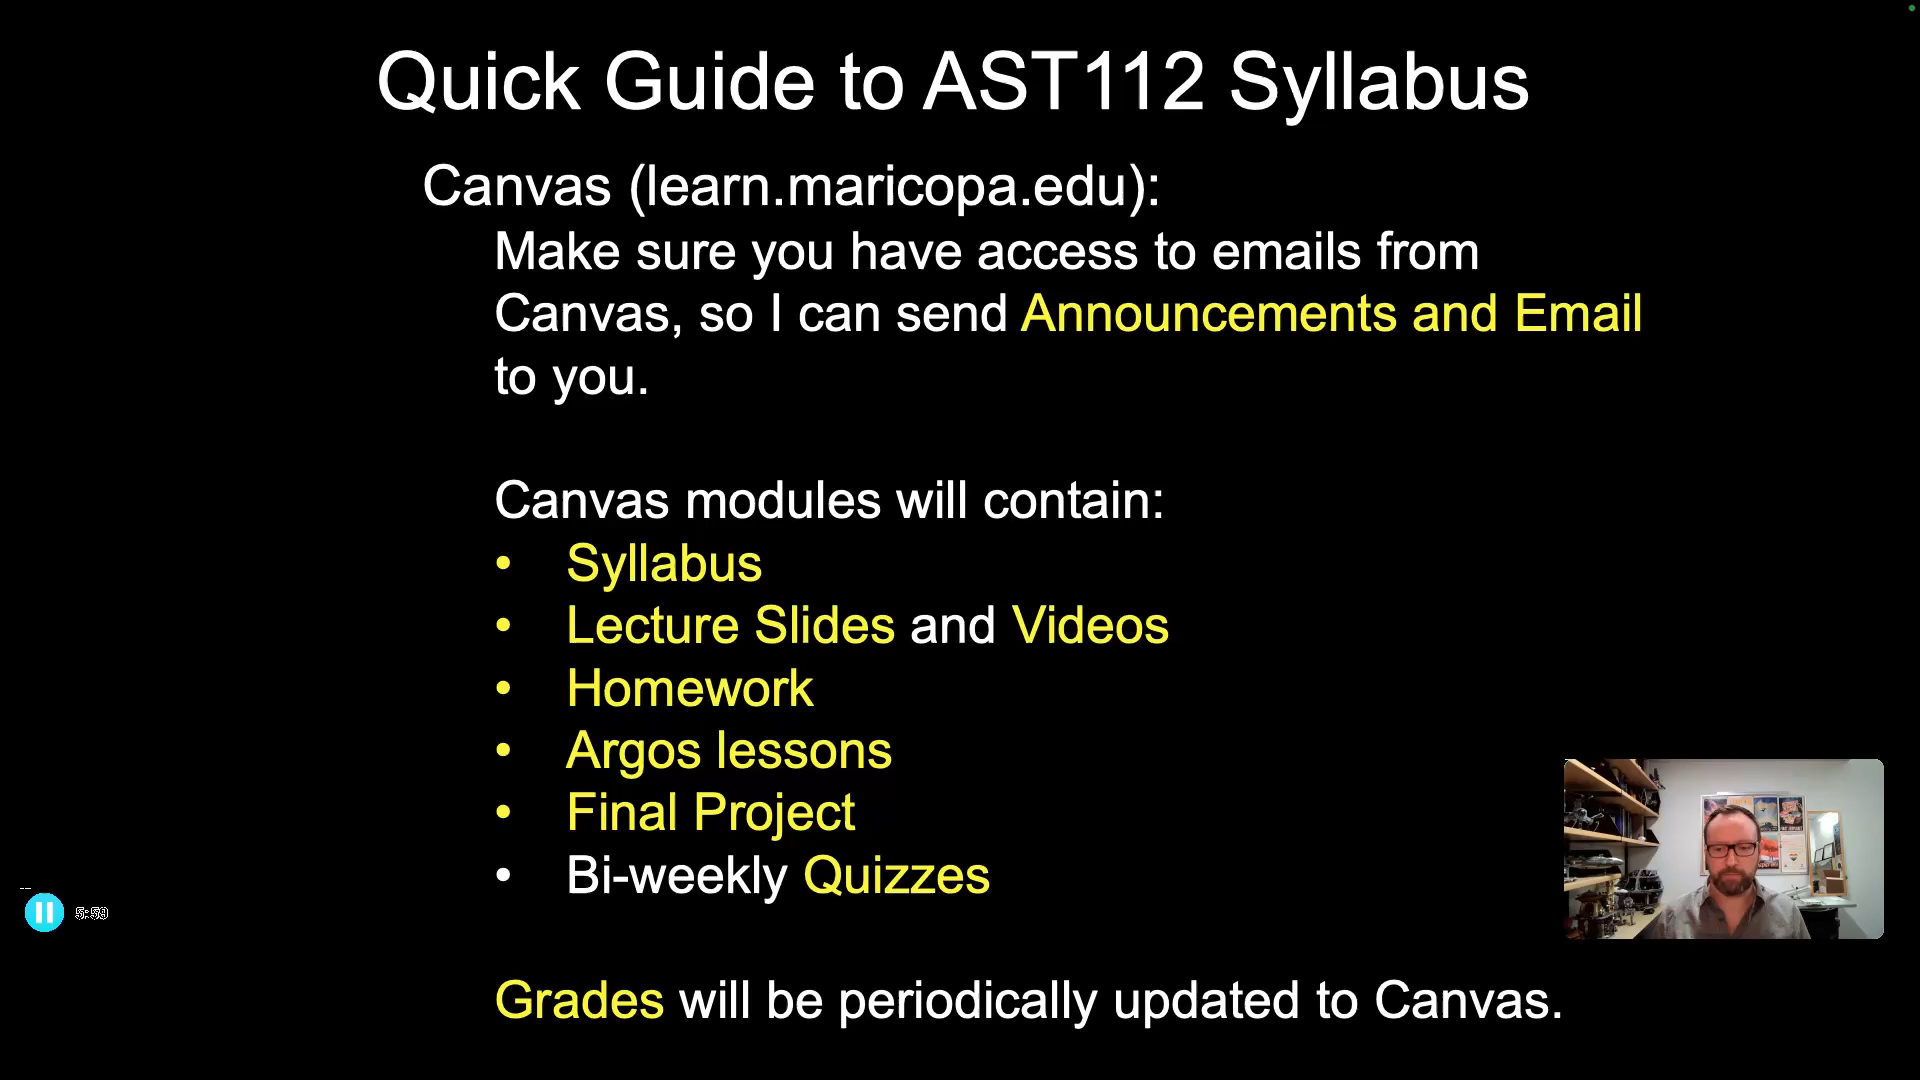 Quick Guide to AST112 Syllabus
Canvas (learn.maricopa.edu):
Make sure you have access to emails from
Canvas, so I can send Announcements and Email
to you.
Canvas modules will contain:
• Syllabus
• Lecture Slides and Videos
• Homework
• Argos lessons
• Final Project
• Bi-weekly Quizzes
5:59
Grades will be periodically updated to Canvas.